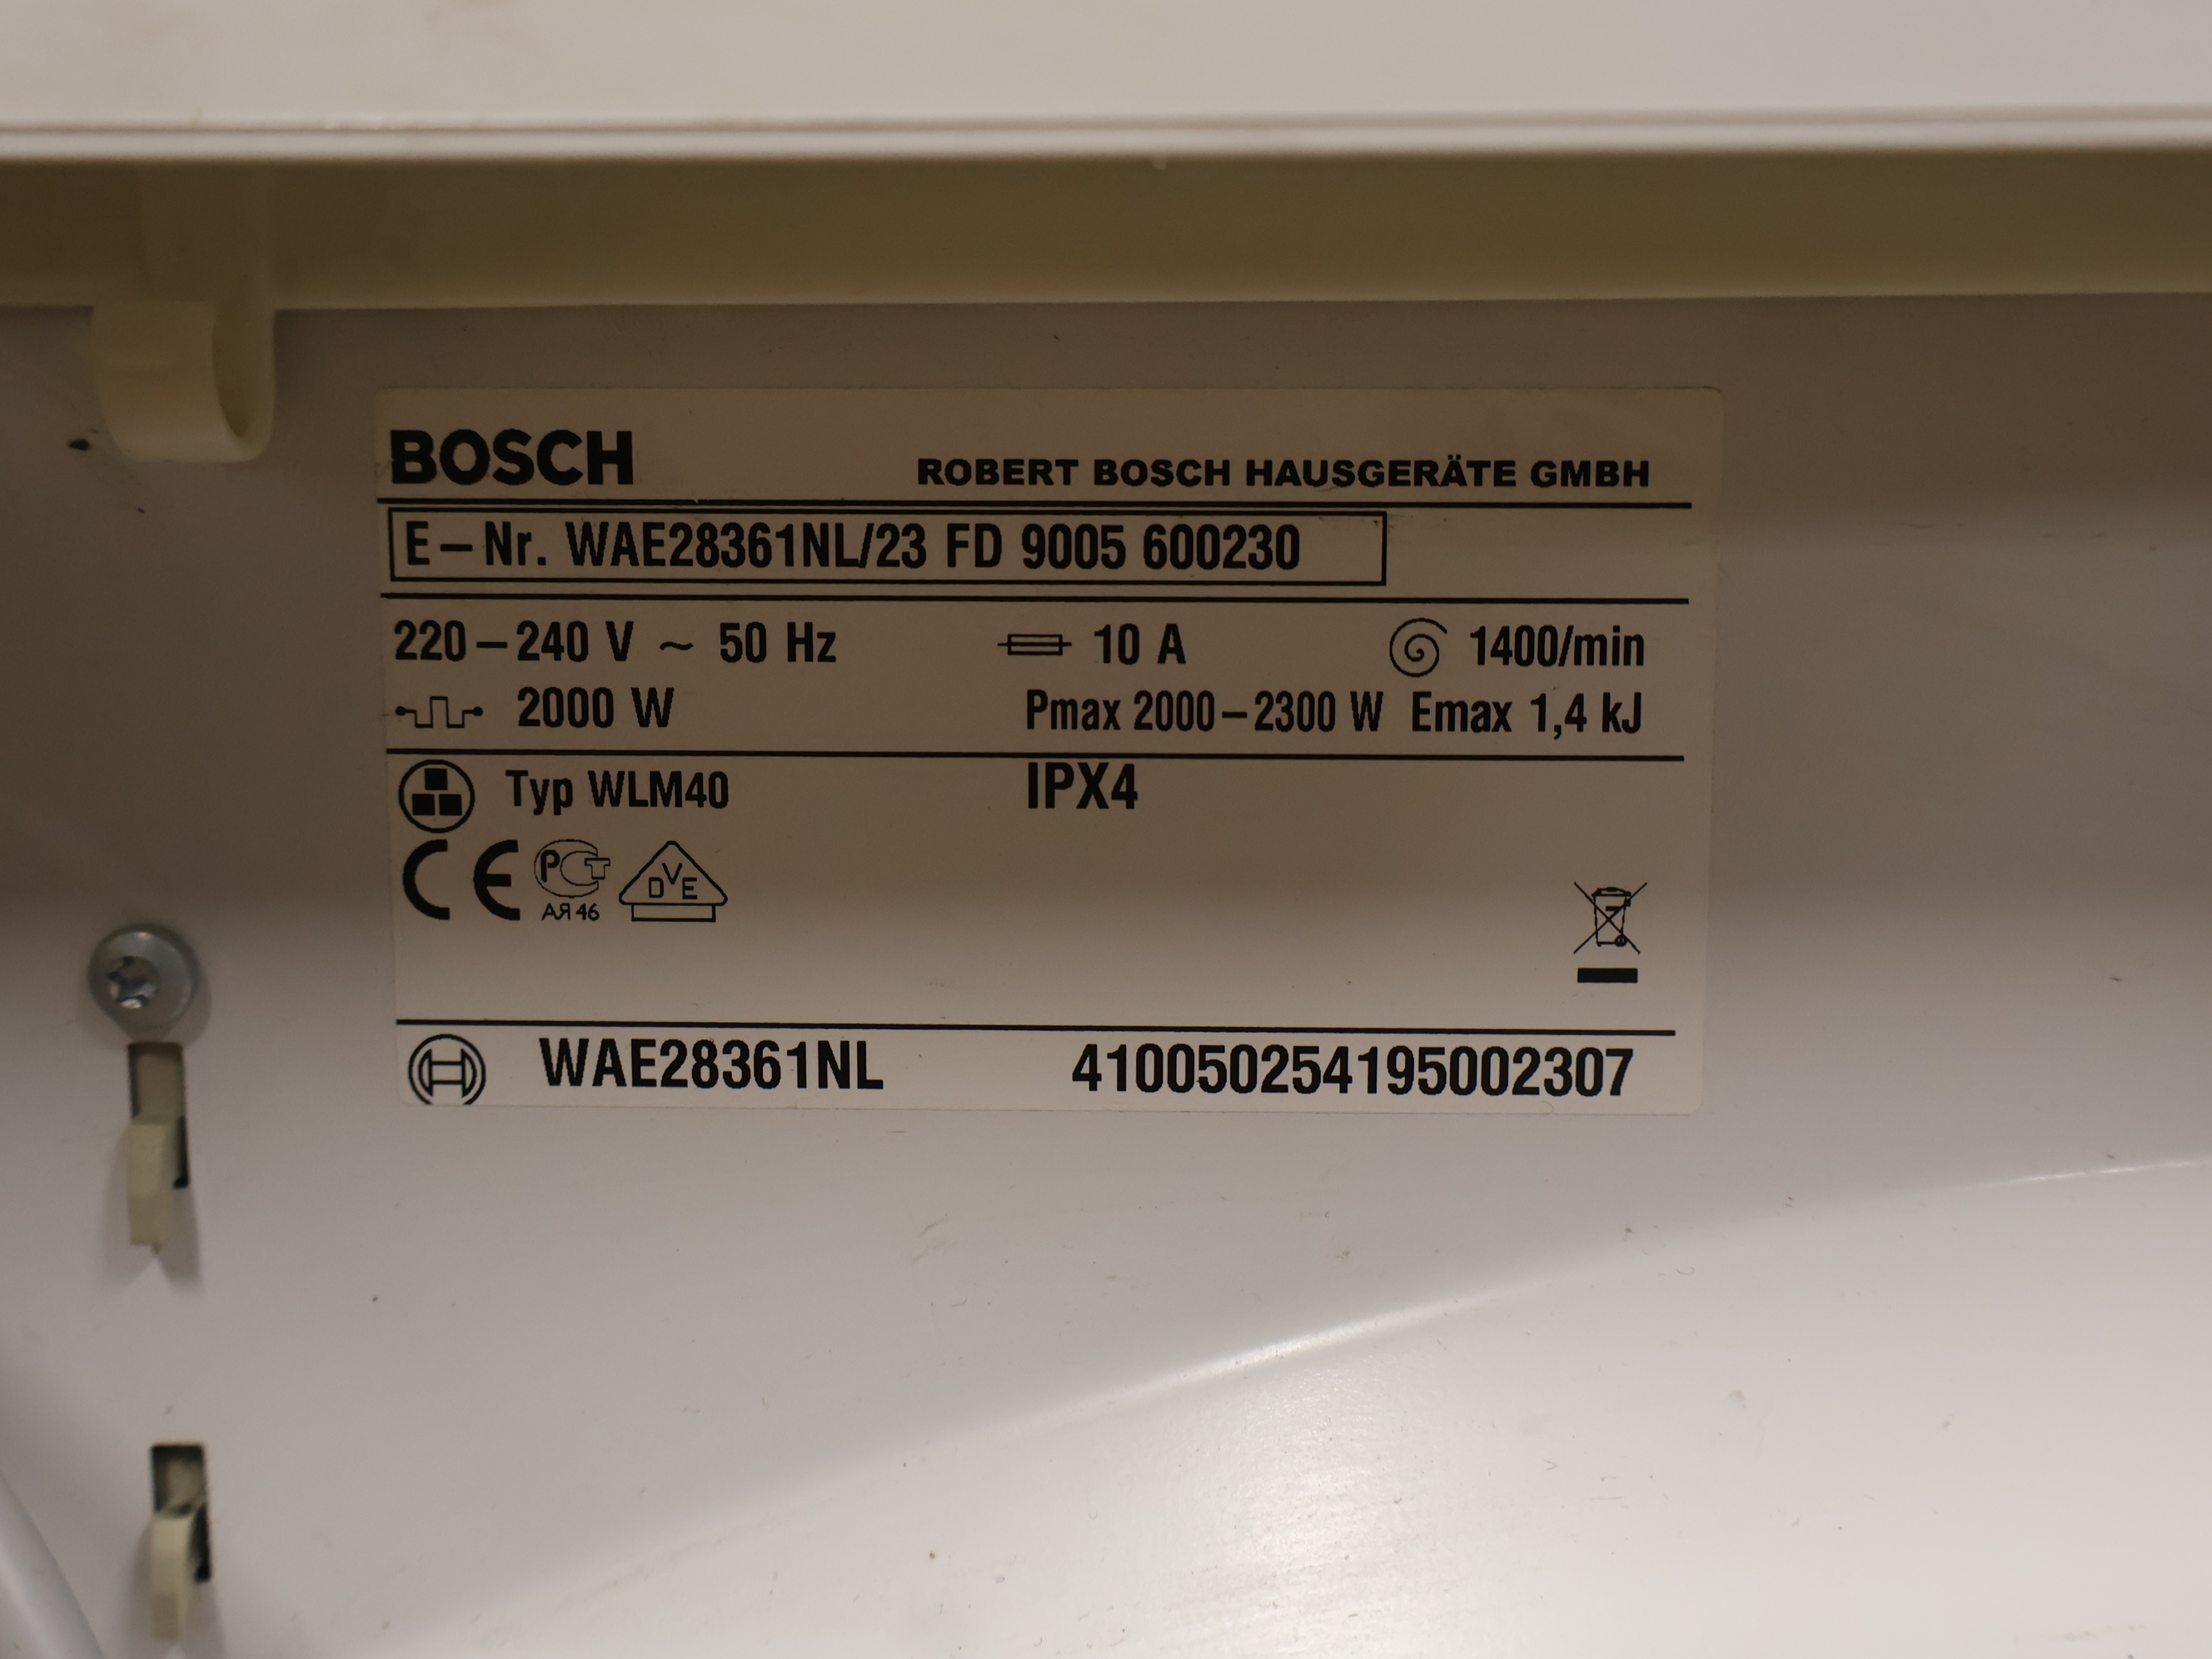 BOSCH ROBERT BOSCH HAUSGERÄTE GMBH
E-Nr. WAE28361NL/23 FD 9005 600230
220-240 V ~ 50 Hz 10 A 1400/min
2000 W Pmax 2000-2300 W Emax 1,4 kJ
Typ WLM40 IPX4
CE РСТ DVE
АЯ46
WAE28361NL 410050254195002307